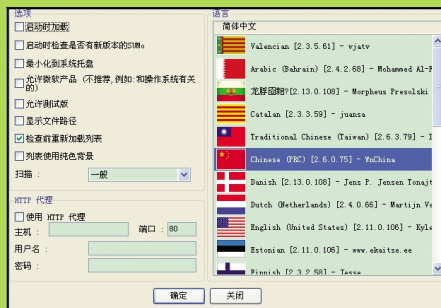 选项
启动时加载
启动时检查是否有新版本的SUMo。
最小化到系统托盘
允许微软产品 (不推荐,例如:和操作系统有关的)
允许测试版
显示文件路径
检查前重新加载列表
列表使用纯色背景
扫描 : 一般
HTTP 代理
使用 HTTP 代理
主机 : 端口 : 80
用户名 :
密码 :
语言
简体中文
Valencian [2.3.5.61] - vjatv
Arabic (Bahrain) [2.4.2.68] - Mohammed Al-
[2.13.0.108] - Morpheus Presolski
Catalan [2.3.3.59] - juansa
Traditional Chinese (Taiwan) [2.6.3.79] -
Chinese (PRC) [2.6.0.75] - WoChina
Danish [2.13.0.108] - Jens P. Jensen Tonajt
Dutch (Netherlands) [2.4.0.66] - Martijn Va
English (United States) [2.11.0.106] - Kyle
Estonian [2.11.0.106] - www.ekaitse.ee
Finnish [2.3.2.58] - Tesse
确定
关闭